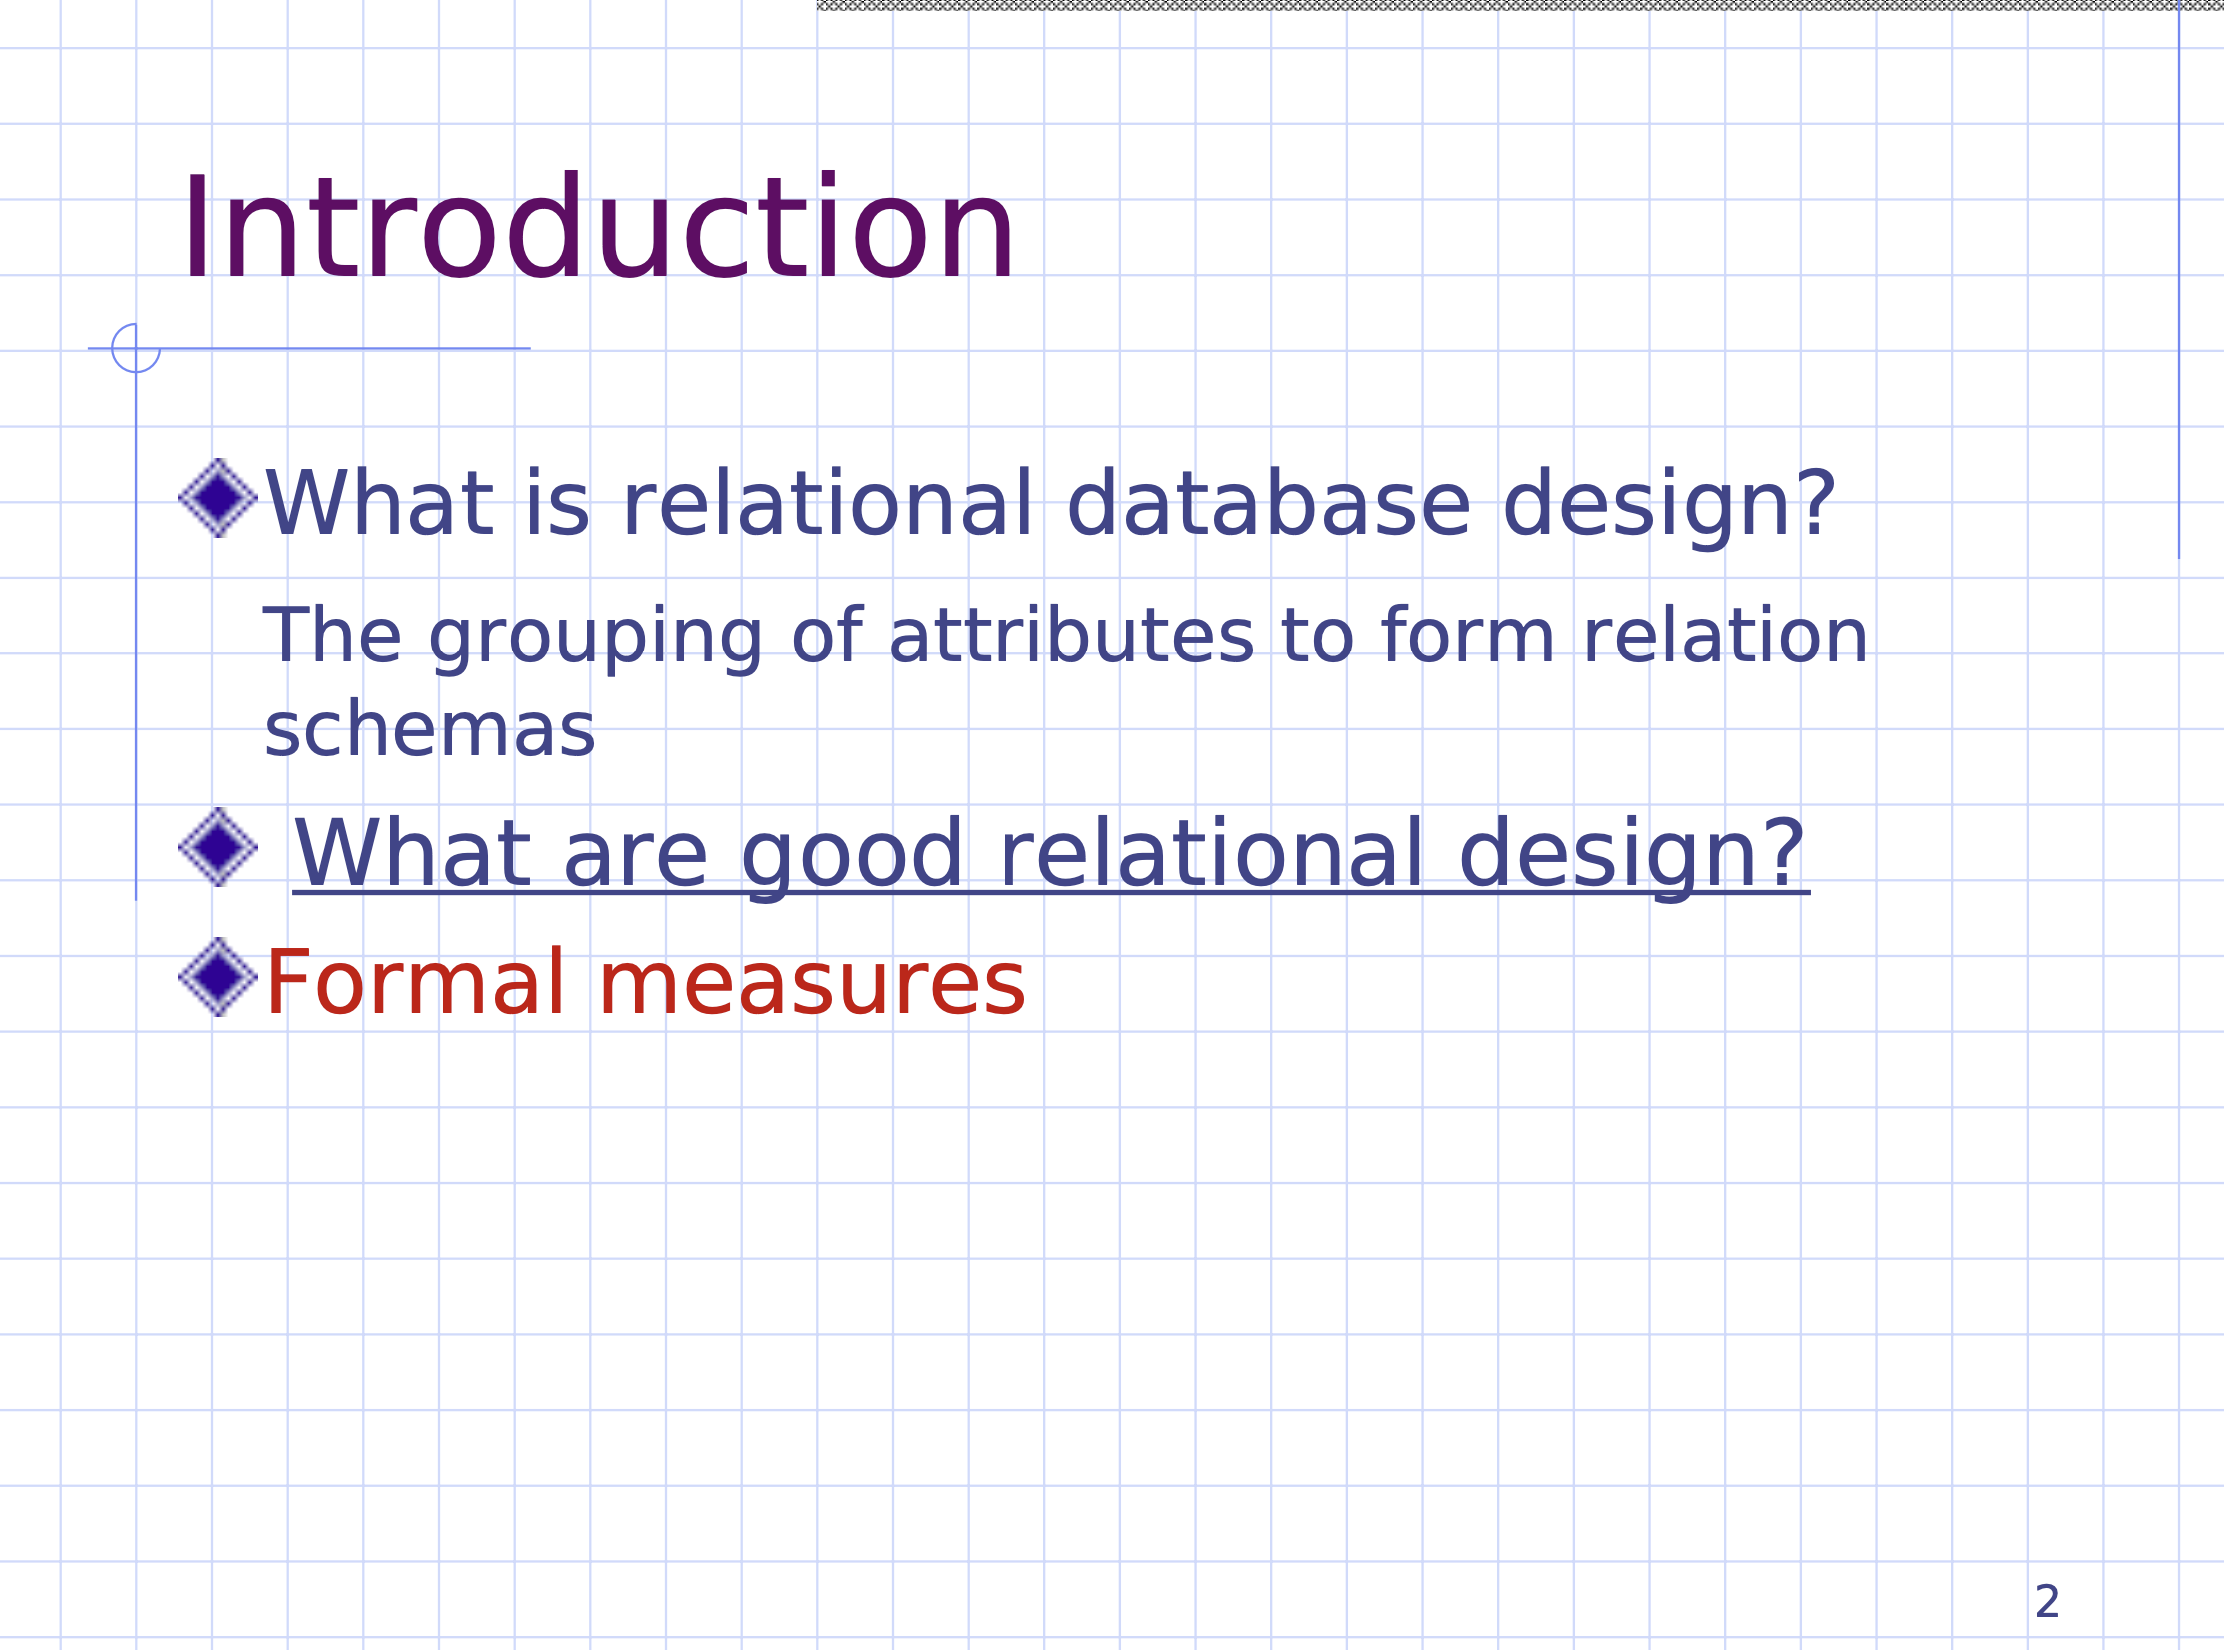 Introduction
What is relational database design?
The grouping of attributes to form relation
schemas
What are good relational design?
Formal measures
2